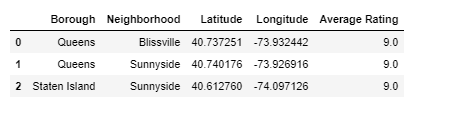 Borough Neighborhood Latitude Longitude Average Rating
0 Queens Blissville 40.737251 -73.932442 9.0
1 Queens Sunnyside 40.740176 -73.926916 9.0
2 Staten Island Sunnyside 40.612760 -74.097126 9.0